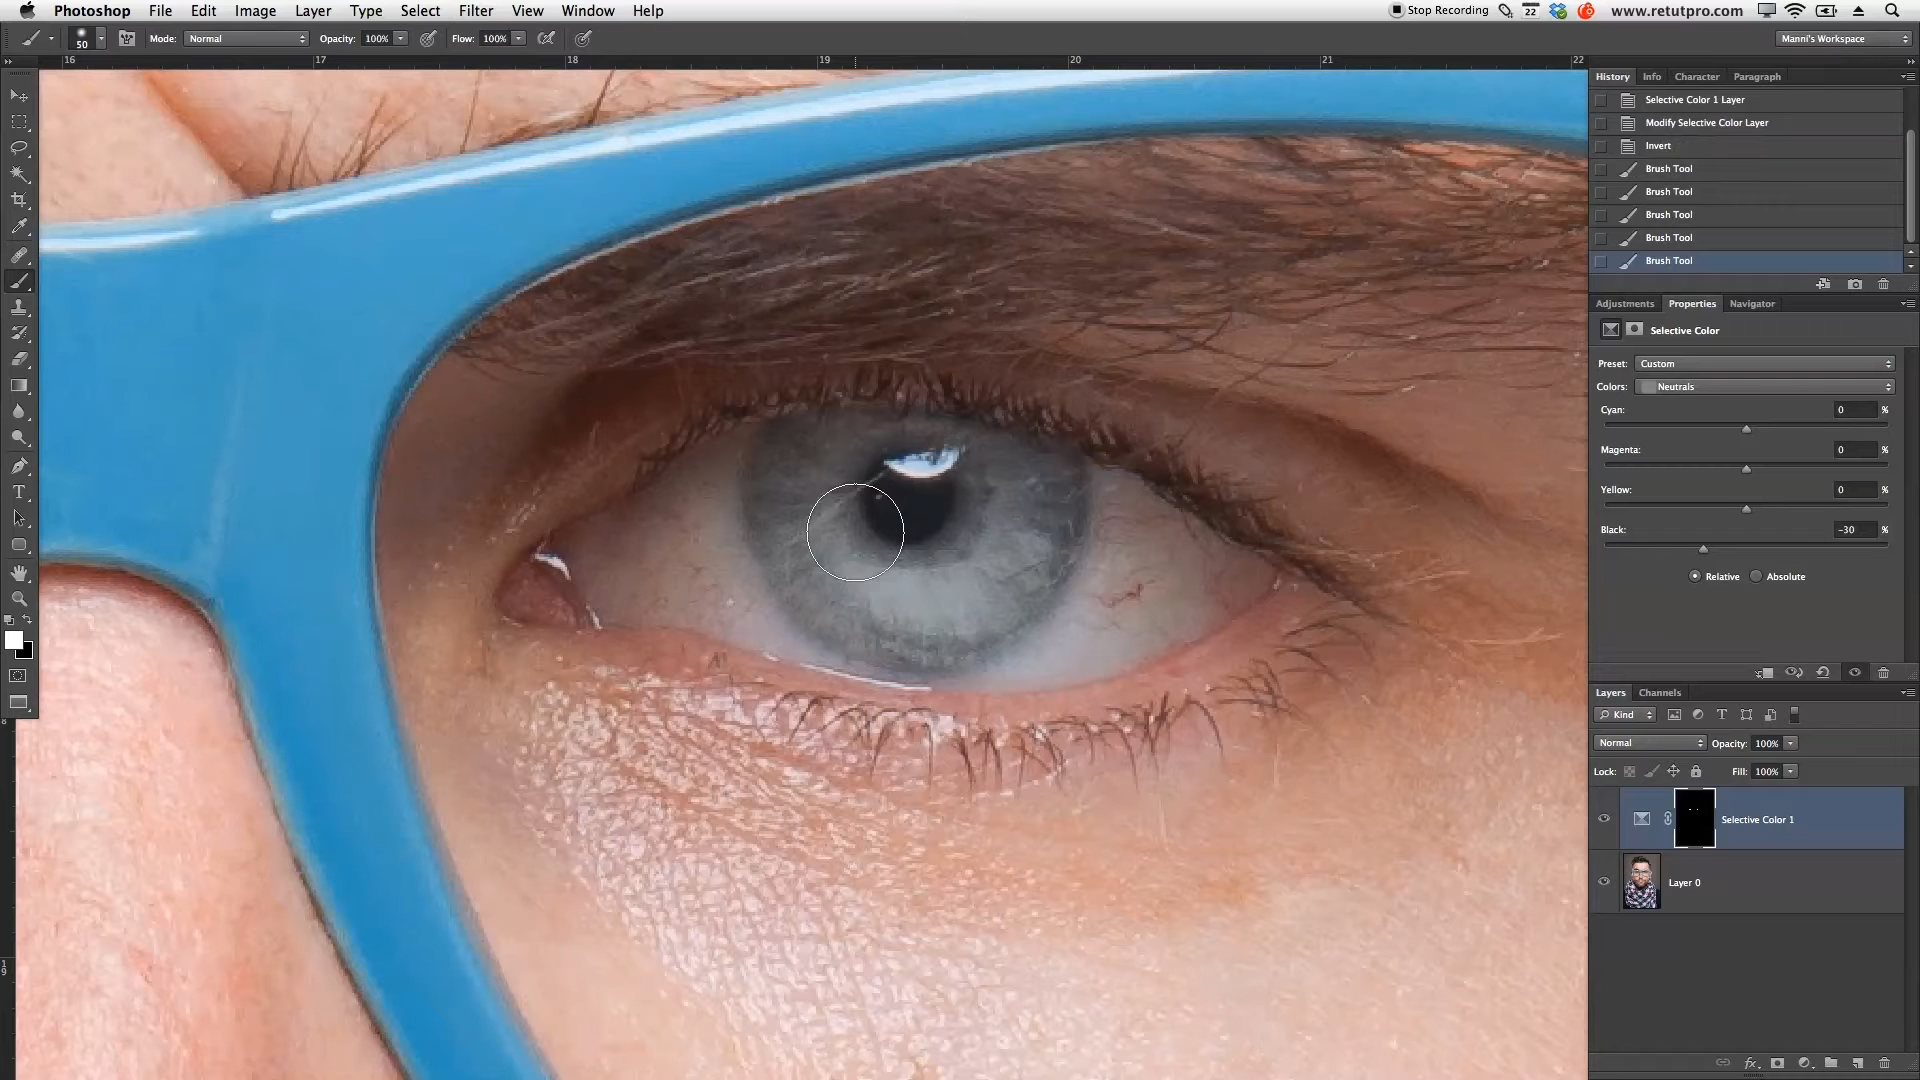 Photoshop File Edit Image Layer Type Select Filter View Window Help Stop Recording 22 www.retutpro.com
50 Mode: Normal Opacity: 100% Flow: 100% Manni's Workspace
16 17 18 19 20 21 22
History Info Character Paragraph
Selective Color 1 Layer
Modify Selective Color Layer
Invert
Brush Tool
Brush Tool
Brush Tool
Brush Tool
Brush Tool
Adjustments Properties Navigator
Selective Color
Preset: Custom
Colors: Neutrals
Cyan: 0 %
Magenta: 0 %
Yellow: 0 %
Black: -30 %
Relative Absolute
Layers Channels
Kind T
Normal Opacity: 100%
Lock: Fill: 100%
Selective Color 1
Layer 0
fx
19